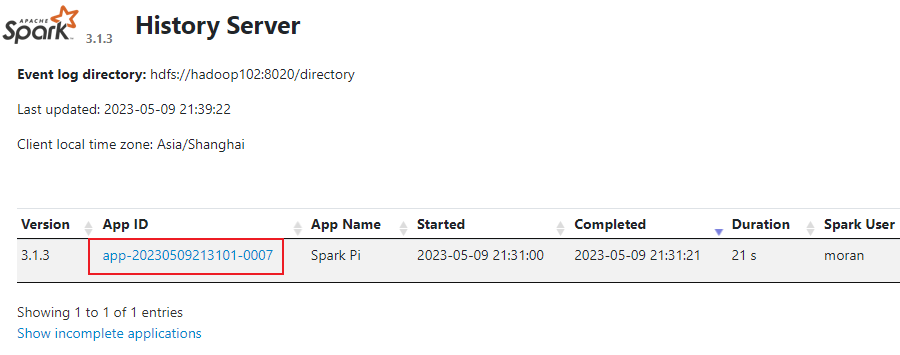 APACHE
Spark 3.1.3 History Server
Event log directory: hdfs://hadoop102:8020/directory
Last updated: 2023-05-09 21:39:22
Client local time zone: Asia/Shanghai
Version App ID App Name Started Completed Duration Spark User
3.1.3 app-20230509213101-0007 Spark Pi 2023-05-09 21:31:00 2023-05-09 21:31:21 21 s moran
Showing 1 to 1 of 1 entries
Show incomplete applications